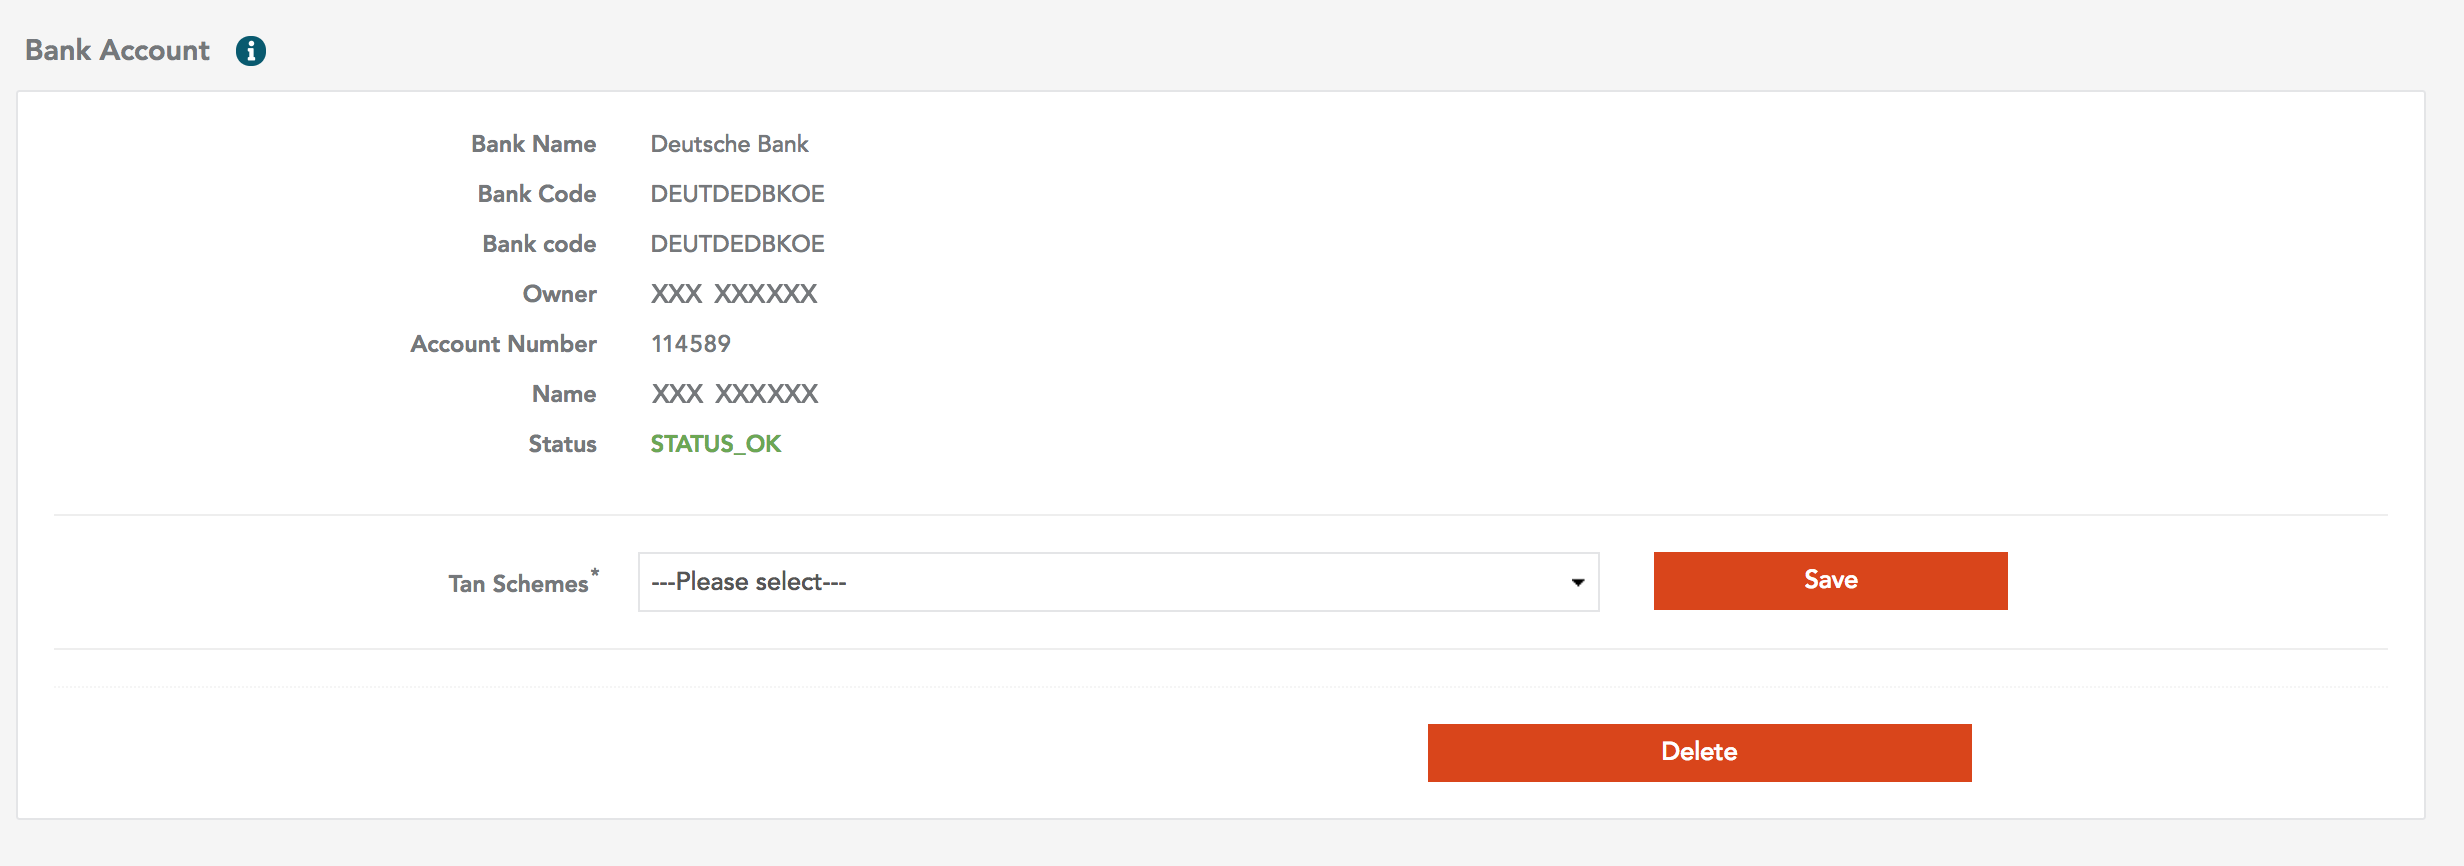 Bank Account
Bank Name Deutsche Bank
Bank Code DEUTDEDBKOE
Bank code DEUTDEDBKOE
Owner XXX XXXXXX
Account Number 114589
Name XXX XXXXXX
Status STATUS_OK
Tan Schemes* ---Please select--- Save
Delete